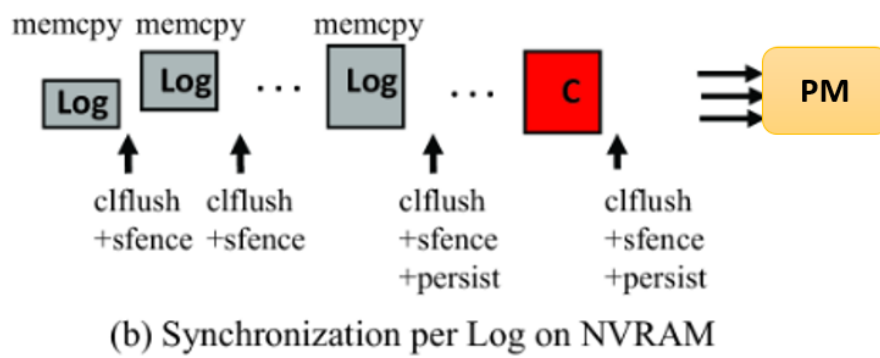 memcpy memcpy memcpy
Log Log ... Log ... C PM
clflush clflush clflush clflush
+sfence +sfence +sfence +sfence
+persist +persist
(b) Synchronization per Log on NVRAM